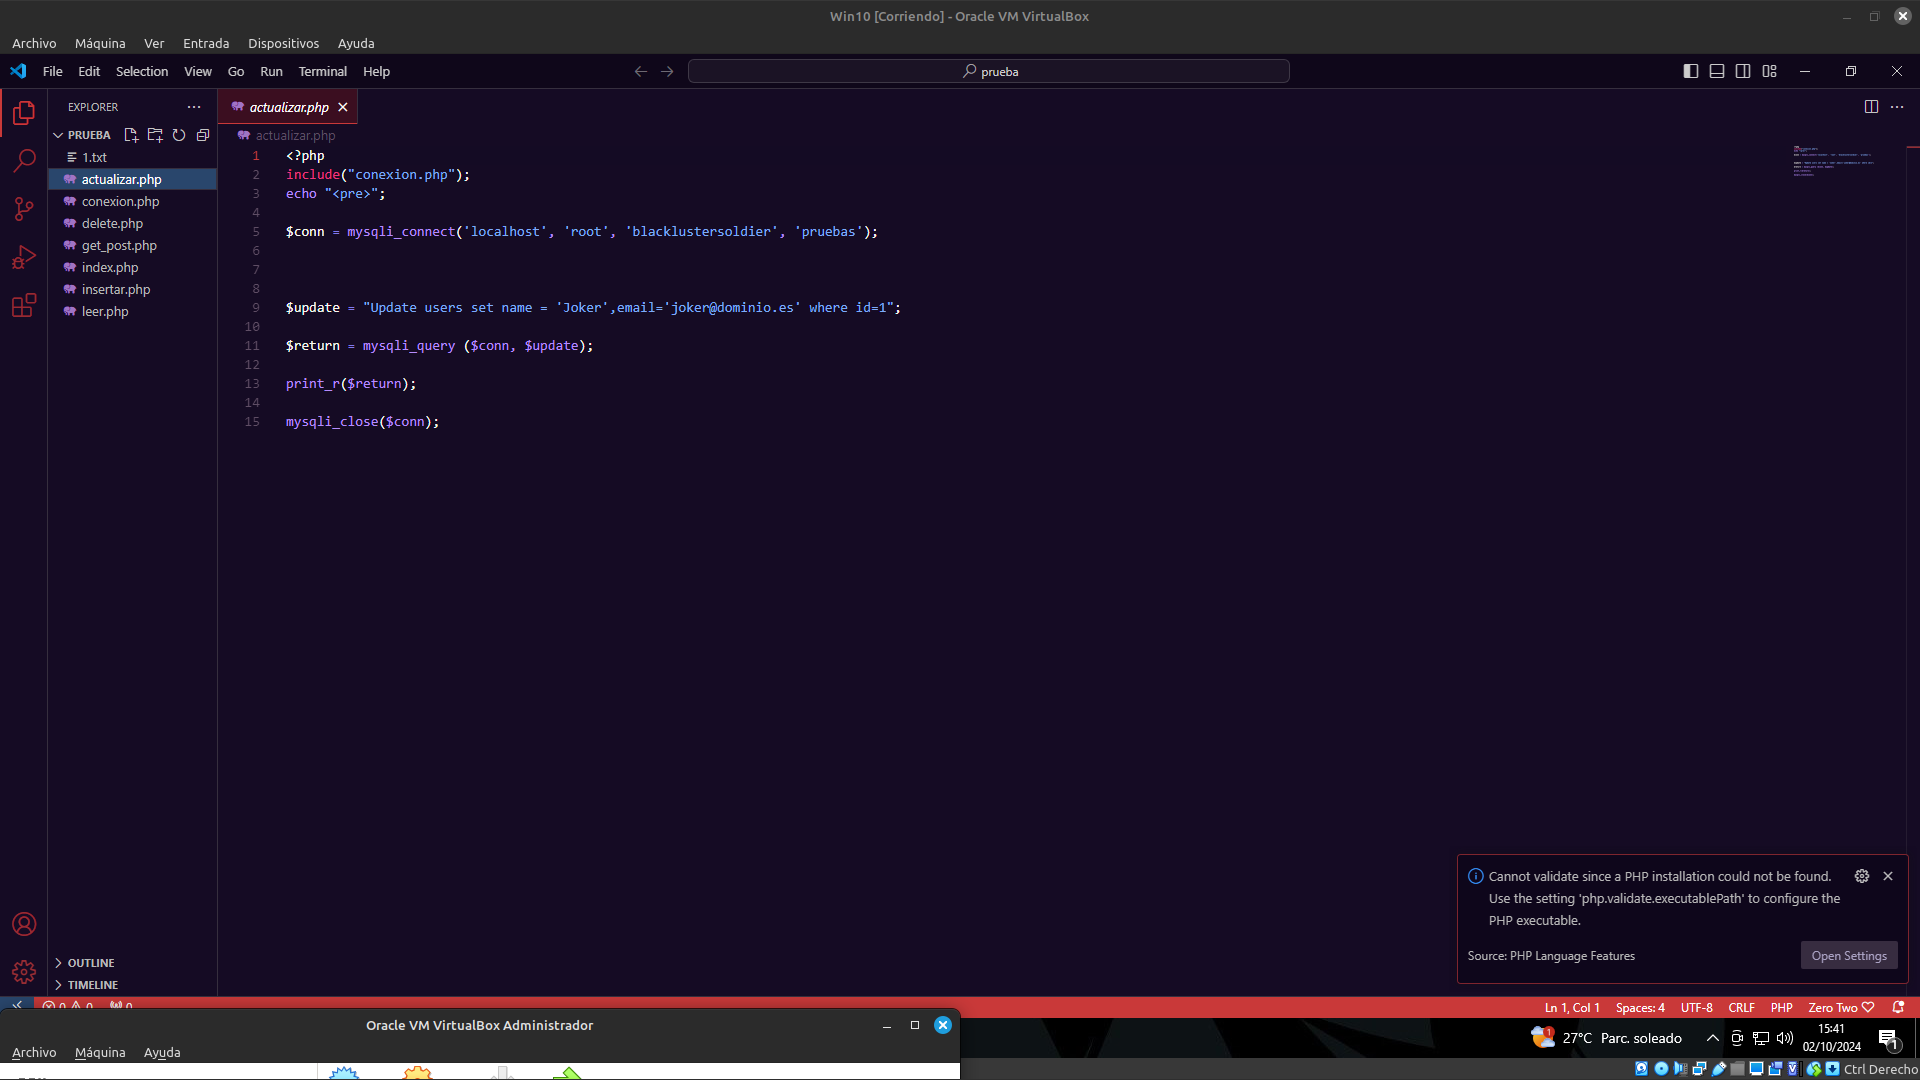 Win10 [Corriendo] - Oracle VM VirtualBox
Archivo Máquina Ver Entrada Dispositivos Ayuda
File Edit Selection View Go Run Terminal Help
prueba
EXPLORER
PRUEBA
1.txt
actualizar.php
conexion.php
delete.php
get_post.php
index.php
insertar.php
leer.php
OUTLINE
TIMELINE
actualizar.php
actualizar.php
1 <?php
2 include("conexion.php");
3 echo "<pre>";
4
5 $conn = mysqli_connect('localhost', 'root', 'blacklustersoldier', 'pruebas');
6
7
8
9 $update = "Update users set name = 'Joker',email='joker@dominio.es' where id=1";
10
11 $return = mysqli_query ($conn, $update);
12
13 print_r($return);
14
15 mysqli_close($conn);
Cannot validate since a PHP installation could not be found.
Use the setting 'php.validate.executablePath' to configure the
PHP executable.
Source: PHP Language Features
Open Settings
0 0 0
Ln 1, Col 1 Spaces: 4 UTF-8 CRLF PHP Zero Two
Oracle VM VirtualBox Administrador
Archivo Máquina Ayuda
1 27°C Parc. soleado
15:41
02/10/2024
1
Ctrl Derecho